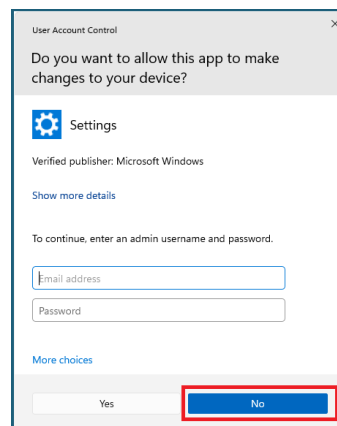 User Account Control
Do you want to allow this app to make
changes to your device?
Settings
Verified publisher: Microsoft Windows
Show more details
To continue, enter an admin username and password.
Email address
Password
More choices
Yes
No